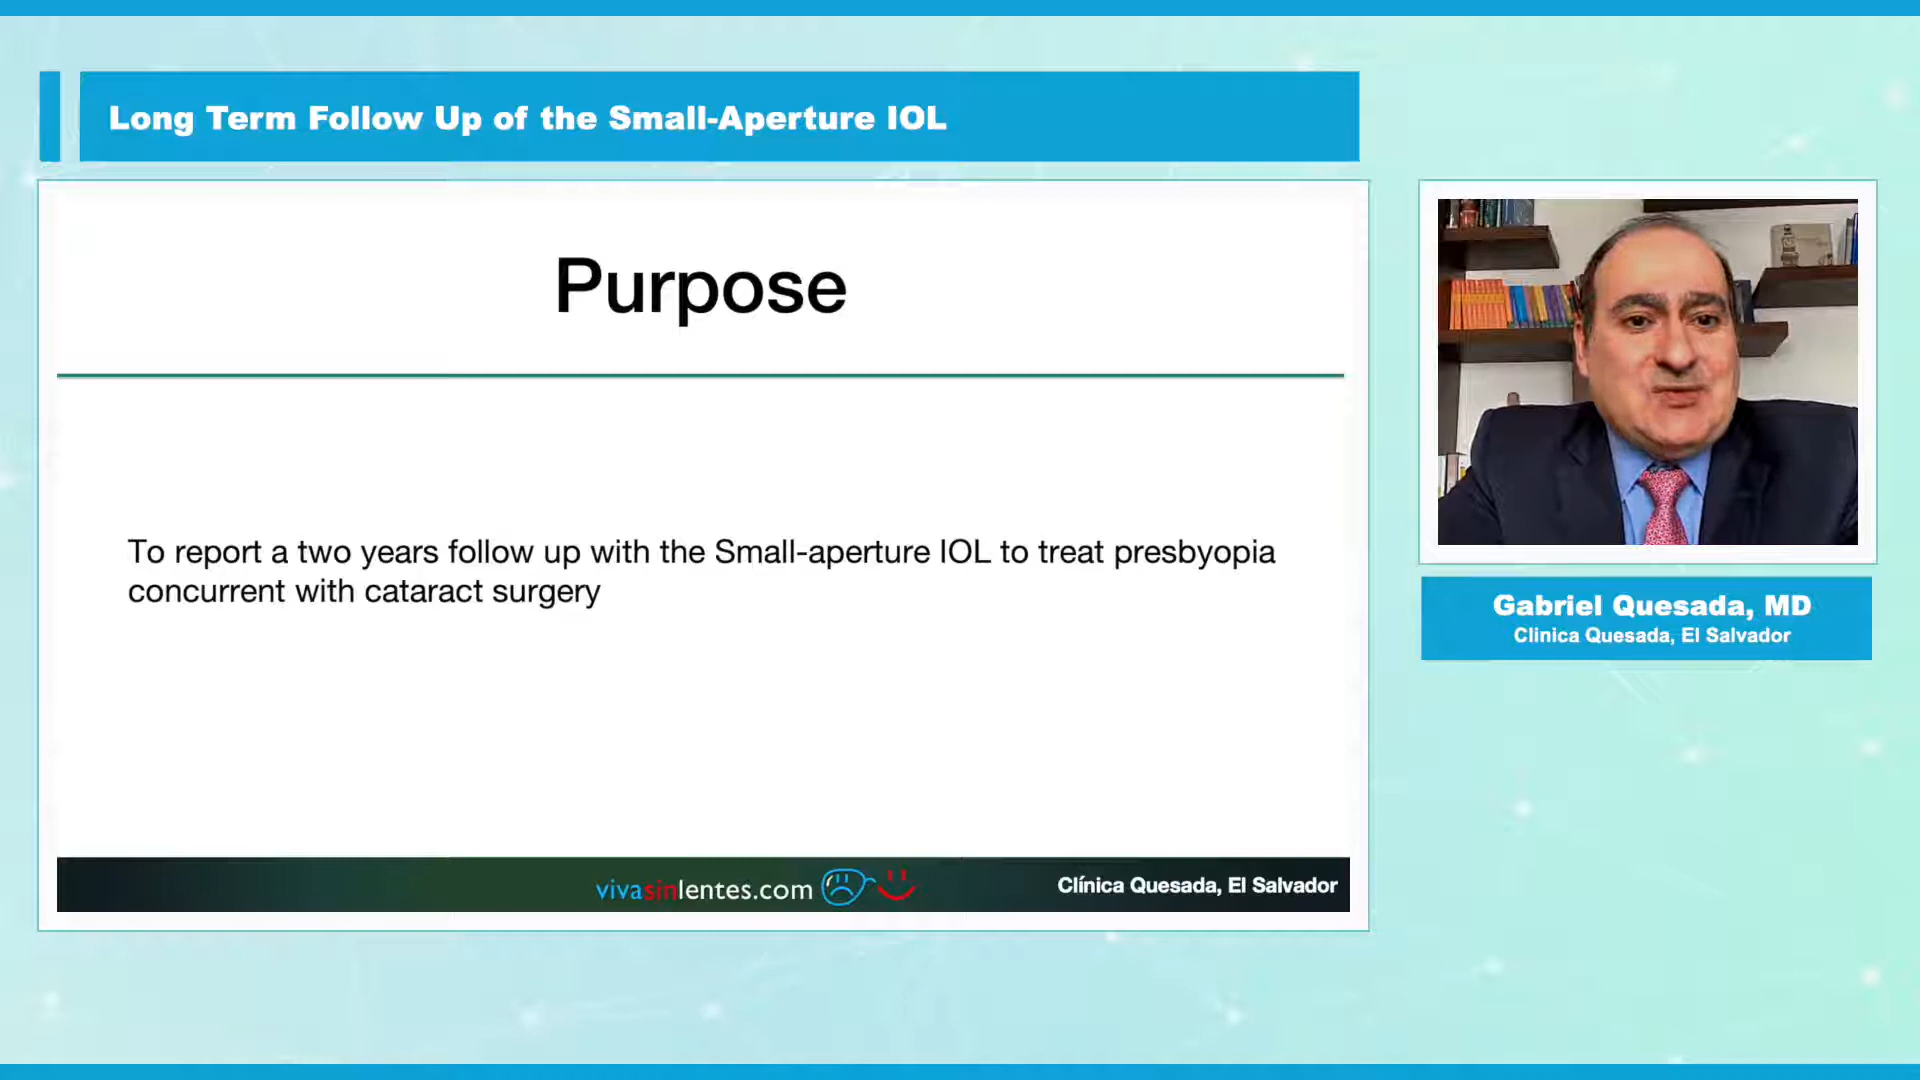 Long Term Follow Up of the Small-Aperture IOL
Purpose
To report a two years follow up with the Small-aperture IOL to treat presbyopia
concurrent with cataract surgery
vivasinlentes.com
Clínica Quesada, El Salvador
Gabriel Quesada, MD
Clinica Quesada, El Salvador